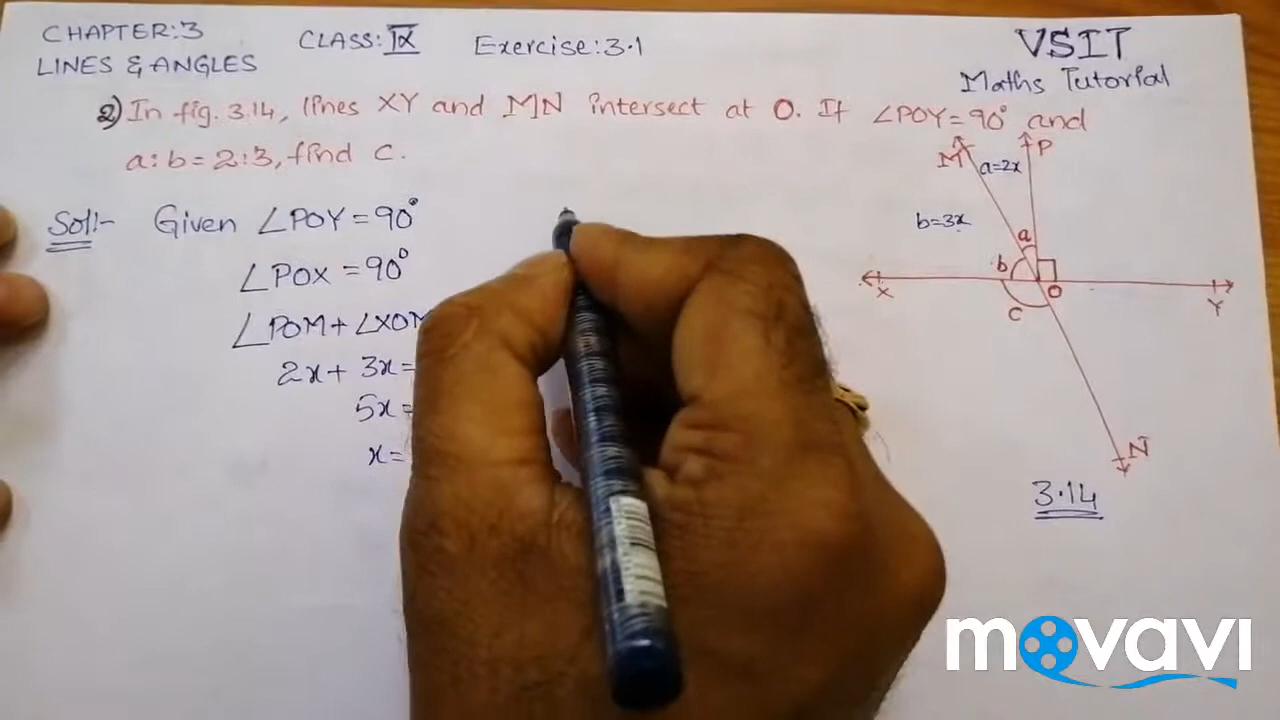 CHAPTER:3 CLASS: IX Exercise:3.1
LINES & ANGLES
VSIT
Maths Tutorial
2) In fig. 3.14, lines XY and MN intersect at O. If ∠POY=90° and
a:b=2:3, find c.
Sol:- Given ∠POY=90°
∠POX=90°
∠POM+∠XOM
2x+3x=
5x=
x=
M P
a=2x
b=3x
a
b
X O Y
c
N
3.14
movavi